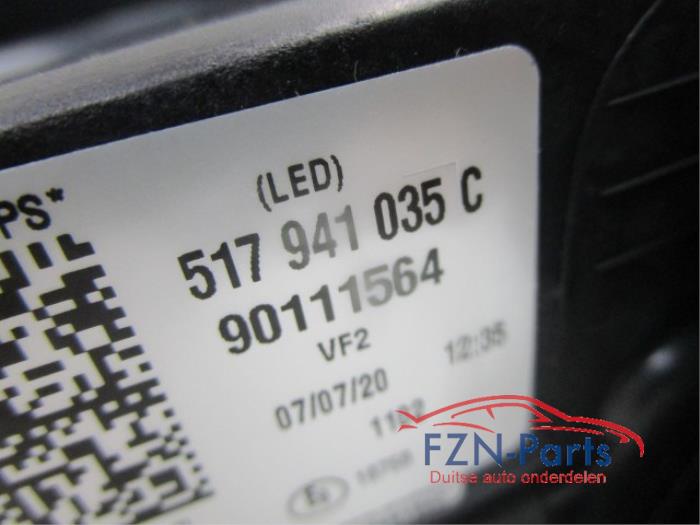 PS*
(LED)
517 941 035 C
90111564
VF2
07/07/20 12:35
FZN-Parts
Duitse auto onderdelen